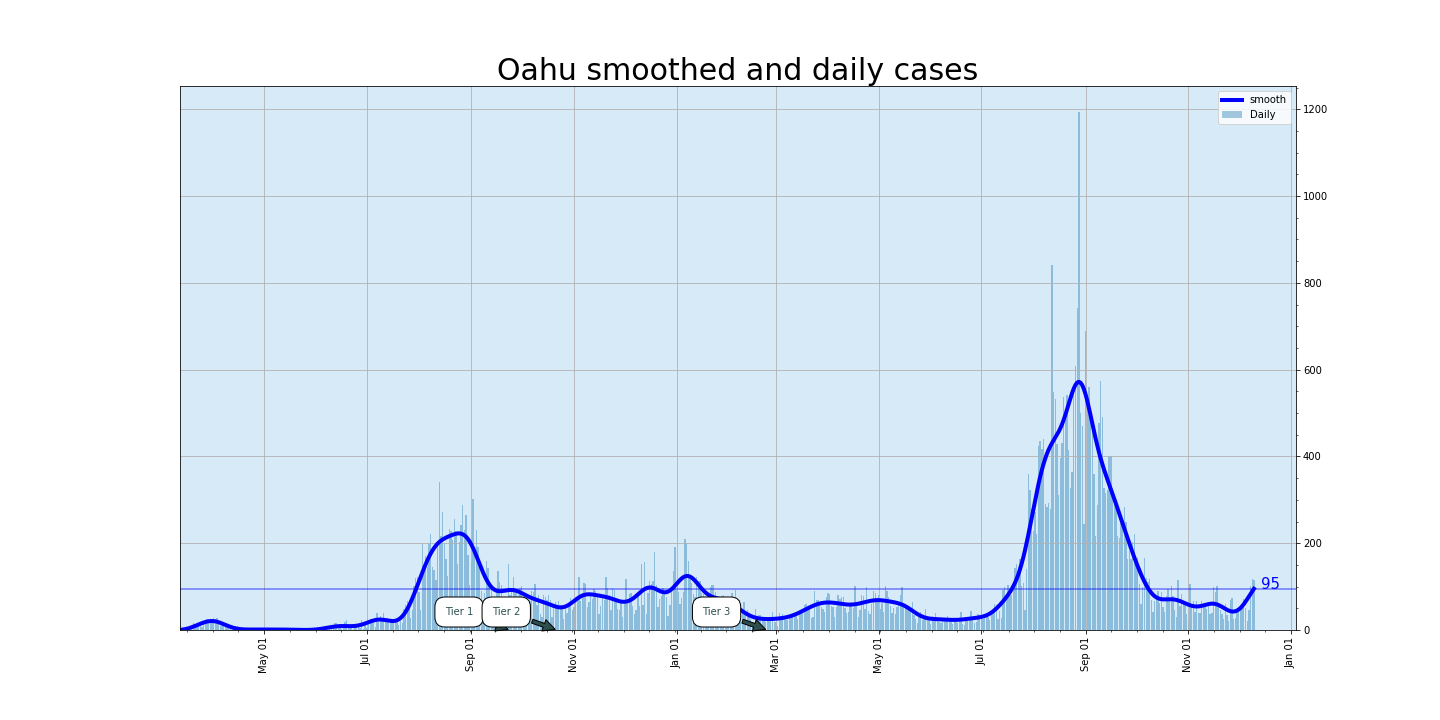 Oahu smoothed and daily cases
smooth
Daily
1200
1000
800
600
400
200
0
95
Tier 1
Tier 2
Tier 3
May 01
Jul 01
Sep 01
Nov 01
Jan 01
Mar 01
May 01
Jul 01
Sep 01
Nov 01
Jan 01